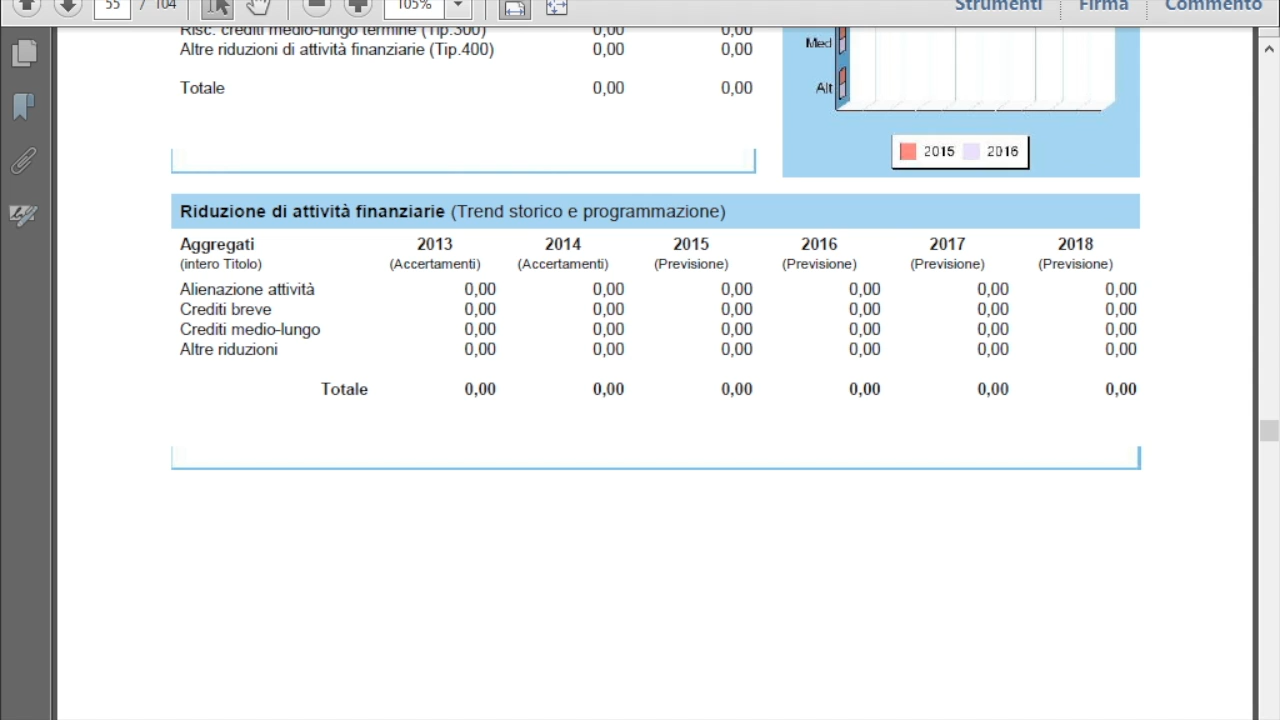 55 / 104 105% Strumenti Firma Commento
Risc. crediti medio-lungo termine (Tip.300) 0,00 0,00
Altre riduzioni di attività finanziarie (Tip.400) 0,00 0,00
Totale 0,00 0,00
Med
Alt
2015 2016
Riduzione di attività finanziarie (Trend storico e programmazione)
Aggregati 2013 2014 2015 2016 2017 2018
(intero Titolo) (Accertamenti) (Accertamenti) (Previsione) (Previsione) (Previsione) (Previsione)
Alienazione attività 0,00 0,00 0,00 0,00 0,00 0,00
Crediti breve 0,00 0,00 0,00 0,00 0,00 0,00
Crediti medio-lungo 0,00 0,00 0,00 0,00 0,00 0,00
Altre riduzioni 0,00 0,00 0,00 0,00 0,00 0,00
Totale 0,00 0,00 0,00 0,00 0,00 0,00